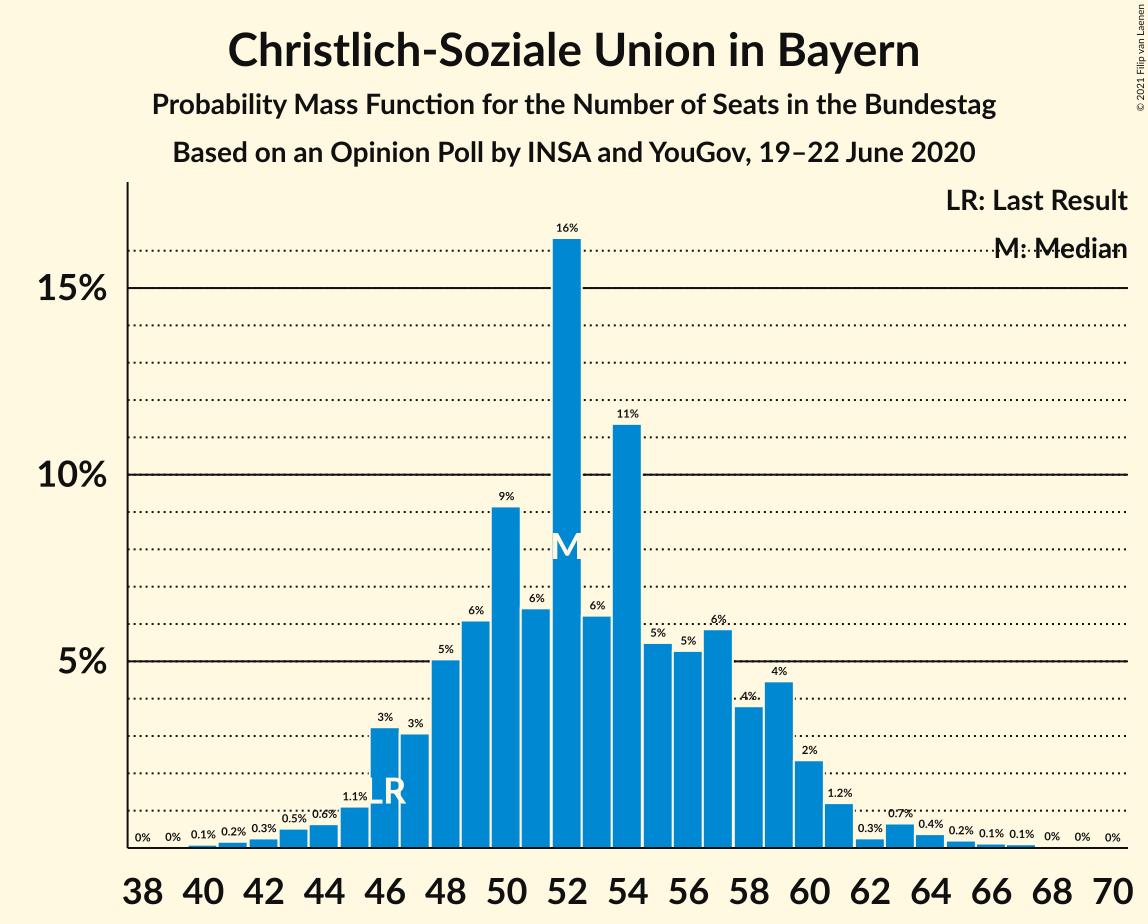 Christlich-Soziale Union in Bayern
Probability Mass Function for the Number of Seats in the Bundestag
Based on an Opinion Poll by INSA and YouGov, 19–22 June 2020
© 2021 Filip van Laenen
LR: Last Result
M: Median
15%
10%
5%
0% 0% 0.1% 0.2% 0.3% 0.5% 0.6% 1.1% 3% 3% 5% 6% 9% 6% 16% 6% 11% 5% 5% 6% 4% 4% 2% 1.2% 0.3% 0.7% 0.4% 0.2% 0.1% 0.1% 0% 0% 0%
M
LR
38 40 42 44 46 48 50 52 54 56 58 60 62 64 66 68 70